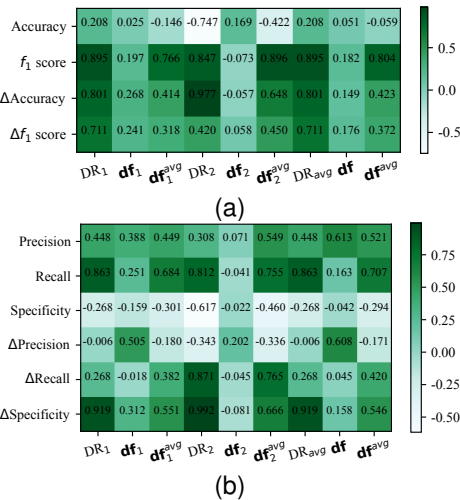 Accuracy 0.208 0.025 -0.146 -0.747 0.169 -0.422 0.208 0.051 -0.059
f₁ score 0.895 0.197 0.766 0.847 -0.073 0.896 0.895 0.182 0.804
ΔAccuracy 0.801 0.268 0.414 0.977 -0.057 0.648 0.801 0.149 0.423
Δf₁ score 0.711 0.241 0.318 0.420 0.058 0.450 0.711 0.176 0.372
DR₁ df₁ df₁ᵃᵛᵍ DR₂ df₂ df₂ᵃᵛᵍ DRₐᵥg df dfᵃᵛᵍ
0.5
0.0
-0.5
(a)
Precision 0.448 0.388 0.449 0.308 0.071 0.549 0.448 0.613 0.521
Recall 0.863 0.251 0.684 0.812 -0.041 0.755 0.863 0.163 0.707
Specificity -0.268 -0.159 -0.301 -0.617 -0.022 -0.460 -0.268 -0.042 -0.294
ΔPrecision -0.006 0.505 -0.180 -0.343 0.202 -0.336 -0.006 0.608 -0.171
ΔRecall 0.268 -0.018 0.382 0.871 -0.045 0.765 0.268 0.045 0.420
ΔSpecificity 0.919 0.312 0.551 0.992 -0.081 0.666 0.919 0.158 0.546
DR₁ df₁ df₁ᵃᵛᵍ DR₂ df₂ df₂ᵃᵛᵍ DRₐᵥg df dfᵃᵛᵍ
0.75
0.50
0.25
0.00
-0.25
-0.50
(b)